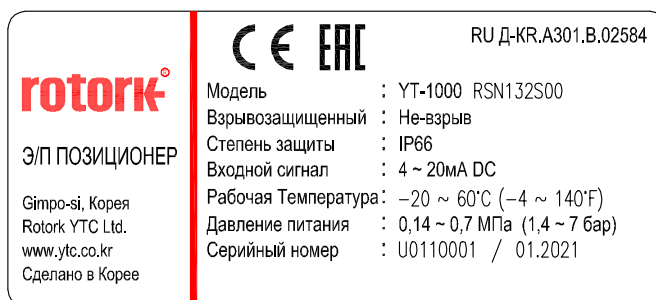 rotork®
Э/П ПОЗИЦИОНЕР
Gimpo-si, Корея
Rotork YTC Ltd.
www.ytc.co.kr
Сделано в Корее
CE EAC RU Д-KR.A301.B.02584
Модель : YT-1000 RSN132S00
Взрывозащищенный : Не-взрыв
Степень защиты : IP66
Входной сигнал : 4 ~ 20мА DC
Рабочая Температура: −20 ~ 60°C (−4 ~ 140°F)
Давление питания : 0,14 ~ 0,7 МПа (1,4 ~ 7 бар)
Серийный номер : U0110001 / 01.2021